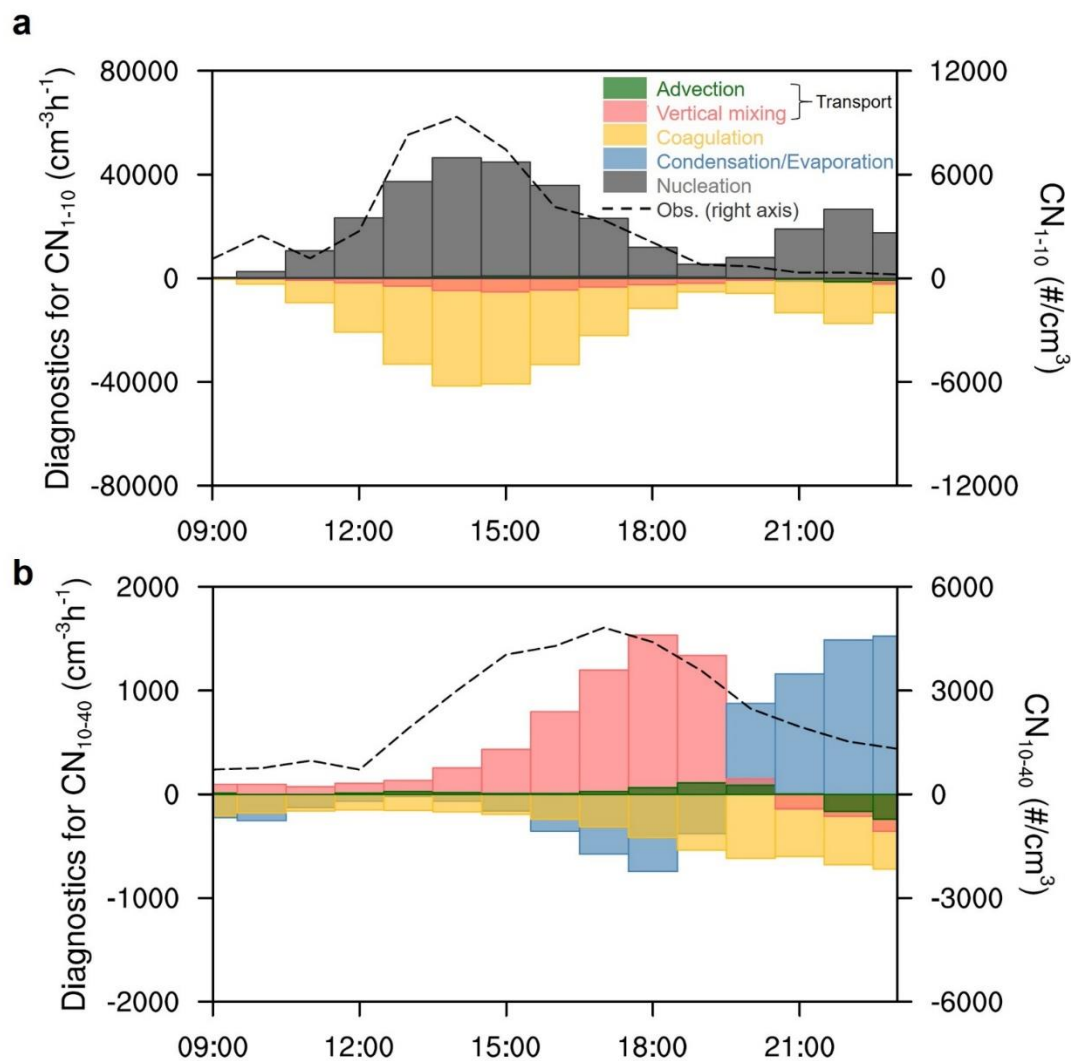 a
Diagnostics for CN1-10 (cm-3h-1)
80000
40000
0
-40000
-80000
Advection
Vertical mixing
Transport
Coagulation
Condensation/Evaporation
Nucleation
Obs. (right axis)
12000
6000
0
-6000
-12000
CN1-10 (#/cm3)
09:00 12:00 15:00 18:00 21:00
b
Diagnostics for CN10-40 (cm-3h-1)
2000
1000
0
-1000
-2000
6000
3000
0
-3000
-6000
CN10-40 (#/cm3)
09:00 12:00 15:00 18:00 21:00